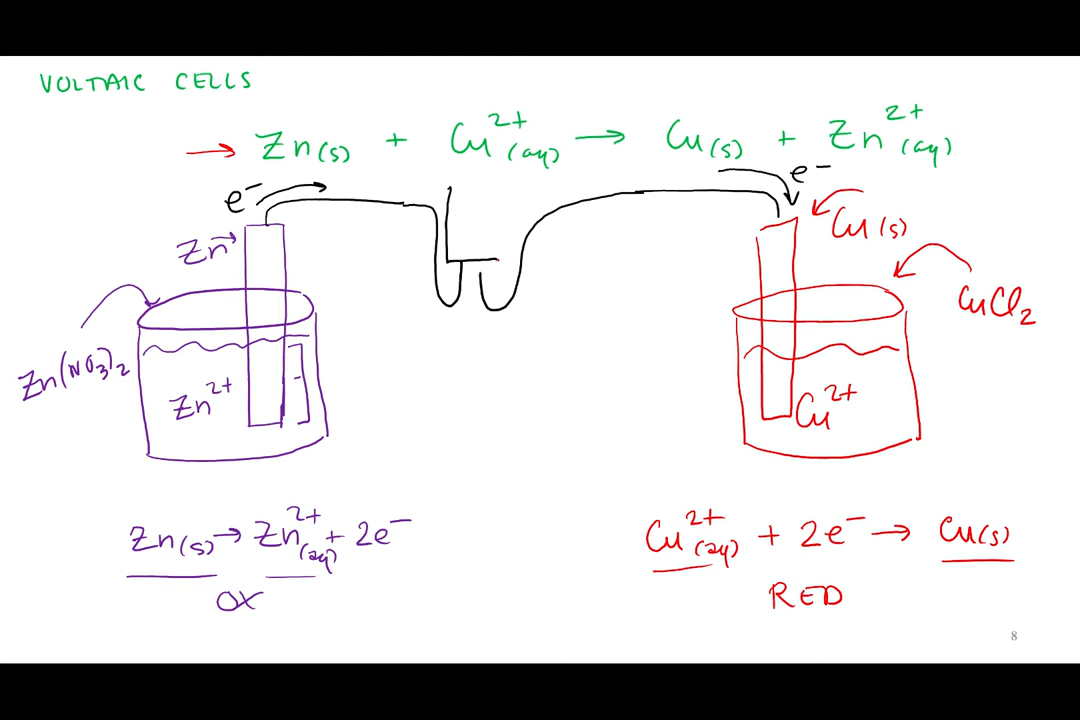 VOLTAIC CELLS
→ Zn(s) + Cu²⁺(aq) → Cu(s) + Zn²⁺(aq)
e⁻
e⁻
Zn
Cu(s)
CuCl₂
Zn(NO₃)₂
Zn²⁺
Cu²⁺
Zn(s) → Zn²⁺(aq) + 2e⁻
Cu²⁺(aq) + 2e⁻ → Cu(s)
OX
RED
8